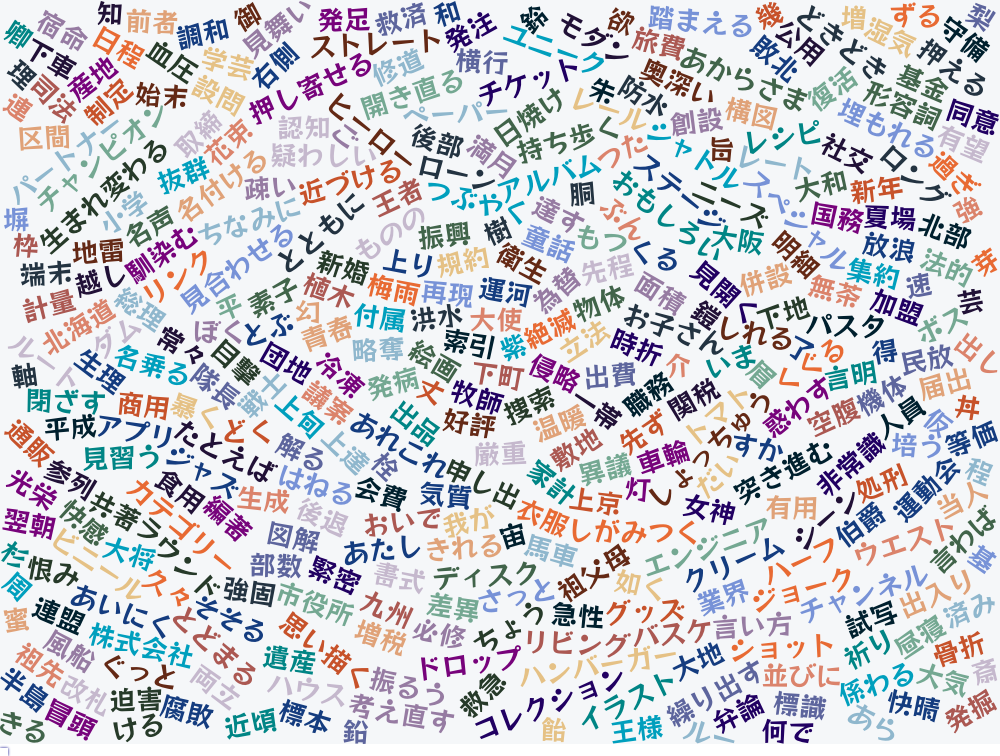 知
前者
調和
御
見舞い
発足
救済
和
発注
鋲
モダン
欲
踏まえる
幾
どきどき
増湿気
ずる
守備
梨
宿命
卿
下車
日程
血圧
学芸
右側
ストレート
ユニーク
旅費
公用
敗北
押える
理
司法
産地
設問
押し寄せる
修道
横行
チケット
奥深い
あからさま
復活
基金
形容詞
同意
連
制定
始末
ヒーロー
開き直る
ペーパー
日焼け
朱
防水
創設
構図
埋もれる
有望
区間
パートナー
チャンピオン
取締
花束
認知
疑わしい
後部
満月
持ち歩く
レール
シャトル
旨
レシピ
社交
ロング
過ぎ
生まれ変わる
抜群
名付ける
疎い
近づける
王者
ローン
つぶやく
アルバム
つた
胴
ステージ
ニーズ
レート
スペシャル
大和
新年
強
塀
小学
名声
ちなみに
ともに
ものの
振興
樹
達す
ぶん
おもしろい
大阪
国務
夏場
北部
枠
地雷
馴染む
見合わせる
と
新婚
上り
規約
衛生
童話
もつ
くる
明細
放浪
法的
芽
端末
越し
リンク
素子
植木
梅雨
再現
運河
為替
先程
面積
見開く
併設
無茶
集約
速
芸
計量
北海道
総理
平
幻
青春
付属
洪水
大使
紫
絶滅
物体
お子さん
鏡
下地
加盟
ボス
出し
ノート
ダム
常々
ぼく
とぶ
略奪
索引
立法
時折
しれる
パスタ
了
ぐる
得
民放
軸
生理
名乗る
目撃
団地
冷凍
絵画
下町
侵略
出費
介
いま
眉
く
言明
届出
閉ざす
商用
暴く
隊長
士
議案
発病
丈
牧師
捜索
一帯
職務
関税
トマト
惑わす
機体
丼
平成
アプリ
どく
上旬
出品
好評
温暖
先ず
ちゅう
空腹
人員
気
通販
見習う
たとえば
解る
上達
あれこれ
栓
厳重
敷地
車輪
しょっ
すか
だい
突き進む
非常識
培う
等価
光栄
参列
ジャズ
はねる
申し出
家計
昇議
灯
女神
処刑
運動会
程
翌朝
快感
共著
カテゴリー
食用
編著
生成
後退
会費
気質
上京
有用
シーン
伯爵
当人
杉
恨み
ビニール
大将
ラウンド
図解
おいで
我が
宙
衣服
しがみつく
エンジニア
クリーム
ハーフ
ウエスト
言わば
周
あいにく
久々
部数
緊密
あたし
きれる
馬車
祖父母
如く
業界
ジョーク
チャンネル
出入り
基
蜜
連盟
そそる
強固
市役所
書式
ディスク
さっと
グッズ
言い方
試写
済み
風船
株式会社
とどまる
思い描く
九州
増税
差異
必修
ちょう
急性
リビング
バスケ
ショット
祈り
昼寝
骨折
祖先
改札
ぐっと
両立
遺産
ハウス
振るう
ドロップ
ハンバーガー
大地
並びに
係わる
大気
斎
半島
冒頭
迫害
腐敗
近頃
標本
考え直す
救急
コレクション
イラスト
繰り出す
弁論
標識
快晴
発掘
きる
ける
鉛
飴
王様
ルー
何で
あら